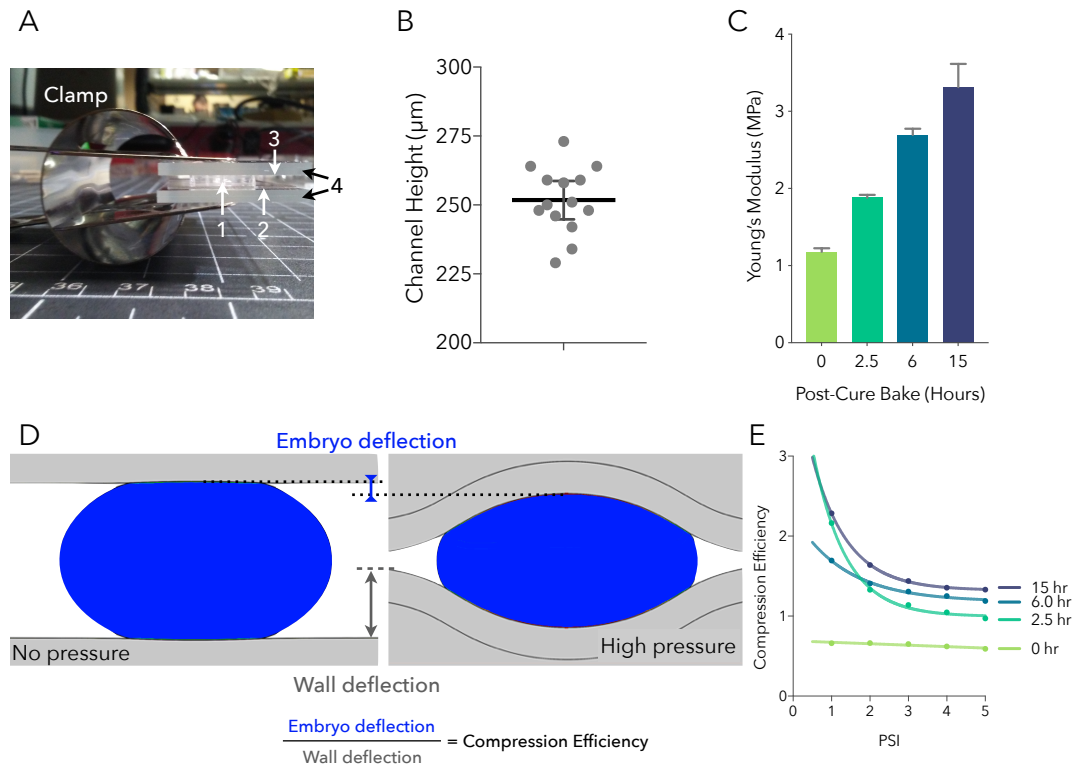 A
Clamp
3
4
1
2
36
37
38
39
B
Channel Height (µm)
300
275
250
225
200
C
Young's Modulus (MPa)
4
3
2
1
0
0 2.5 6 15
Post-Cure Bake (Hours)
D
Embryo deflection
No pressure
High pressure
Wall deflection
Embryo deflection
Wall deflection
= Compression Efficiency
E
Compression Efficiency
3
2
1
0
0 1 2 3 4 5
PSI
15 hr
6.0 hr
2.5 hr
0 hr